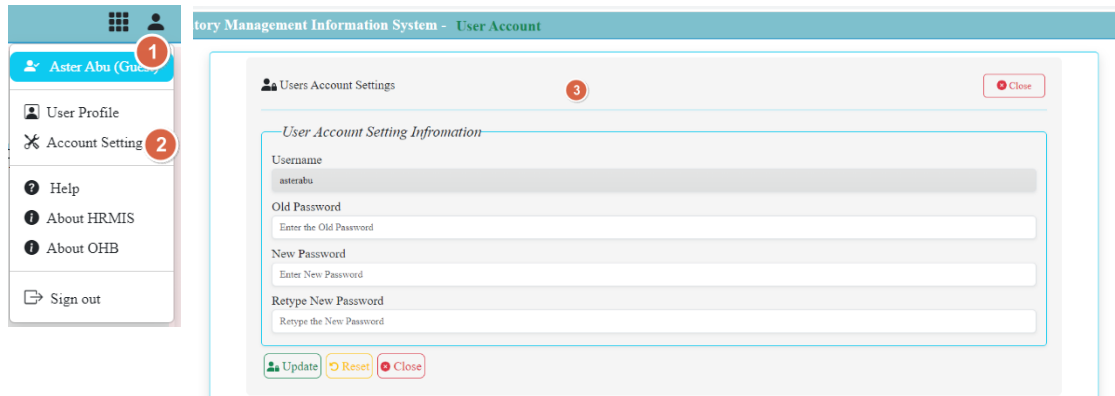 1
Aster Abu (Gu
User Profile
Account Setting
2
Help
About HRMIS
About OHB
Sign out
tory Management Information System - User Account
Users Account Settings
3
Close
User Account Setting Infromation
Username
asterabu
Old Password
Enter the Old Password
New Password
Enter New Password
Retype New Password
Retype the New Password
Update Reset Close